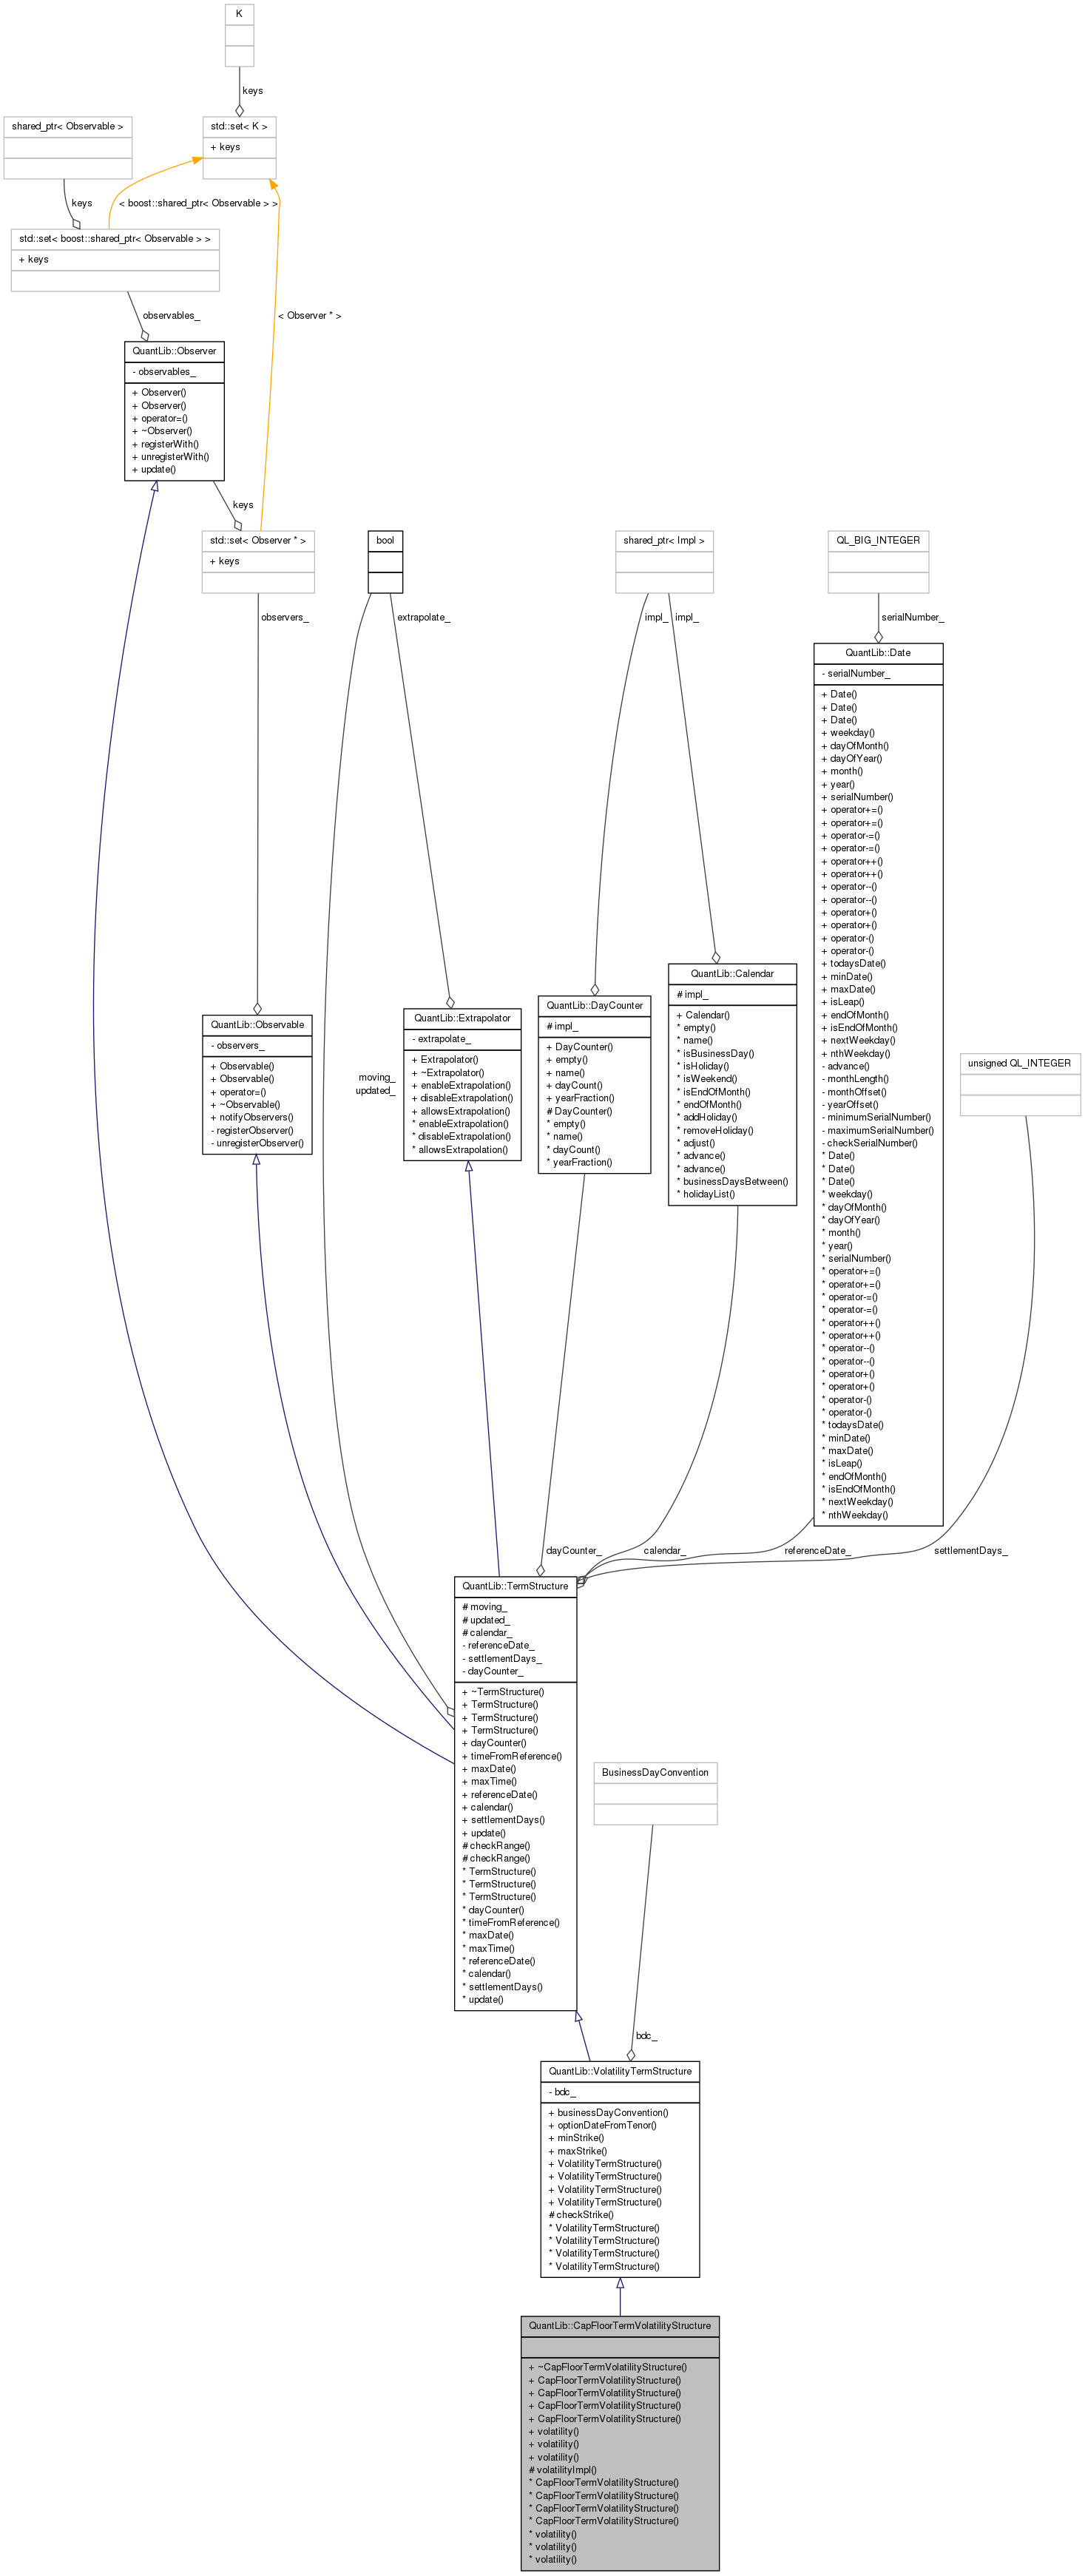 K
keys
shared_ptr< Observable >
std::set< K >
+ keys
keys
< boost::shared_ptr< Observable > >
std::set< boost::shared_ptr< Observable > >
+ keys
observables_
< Observer * >
QuantLib::Observer
- observables_
+ Observer()
+ Observer()
+ operator=()
+ ~Observer()
+ registerWith()
+ unregisterWith()
+ update()
keys
std::set< Observer * >
+ keys
bool
shared_ptr< Impl >
QL_BIG_INTEGER
observers_
extrapolate_
impl_
impl_
serialNumber_
QuantLib::Date
- serialNumber_
+ Date()
+ Date()
+ Date()
+ weekday()
+ dayOfMonth()
+ dayOfYear()
+ month()
+ year()
+ serialNumber()
+ operator+=()
+ operator+=()
+ operator-=()
+ operator-=()
+ operator++()
+ operator++()
+ operator--()
+ operator--()
+ operator+()
+ operator+()
+ operator-()
+ operator-()
+ todaysDate()
+ minDate()
+ maxDate()
+ isLeap()
+ endOfMonth()
+ isEndOfMonth()
+ nextWeekday()
+ nthWeekday()
- advance()
- monthLength()
- monthOffset()
- yearOffset()
- minimumSerialNumber()
- maximumSerialNumber()
- checkSerialNumber()
* Date()
* Date()
* Date()
* weekday()
* dayOfMonth()
* dayOfYear()
* month()
* year()
* serialNumber()
* operator+=()
* operator+=()
* operator-=()
* operator-=()
* operator++()
* operator++()
* operator--()
* operator--()
* operator+()
* operator+()
* operator-()
* operator-()
* todaysDate()
* minDate()
* maxDate()
* isLeap()
* endOfMonth()
* isEndOfMonth()
* nextWeekday()
* nthWeekday()
QuantLib::Calendar
# impl_
+ Calendar()
* empty()
* name()
* isBusinessDay()
* isHoliday()
* isWeekend()
* isEndOfMonth()
* endOfMonth()
* addHoliday()
* removeHoliday()
* adjust()
* advance()
* advance()
* businessDaysBetween()
* holidayList()
QuantLib::DayCounter
# impl_
+ DayCounter()
+ empty()
+ name()
+ dayCount()
+ yearFraction()
# DayCounter()
* empty()
* name()
* dayCount()
* yearFraction()
QuantLib::Extrapolator
- extrapolate_
+ Extrapolator()
+ ~Extrapolator()
+ enableExtrapolation()
+ disableExtrapolation()
+ allowsExtrapolation()
* enableExtrapolation()
* disableExtrapolation()
* allowsExtrapolation()
QuantLib::Observable
- observers_
+ Observable()
+ Observable()
+ operator=()
+ ~Observable()
+ notifyObservers()
- registerObserver()
- unregisterObserver()
moving_
updated_
unsigned QL_INTEGER
dayCounter_
calendar_
referenceDate_
settlementDays_
QuantLib::TermStructure
# moving_
# updated_
# calendar_
- referenceDate_
- settlementDays_
- dayCounter_
+ ~TermStructure()
+ TermStructure()
+ TermStructure()
+ TermStructure()
+ dayCounter()
+ timeFromReference()
+ maxDate()
+ maxTime()
+ referenceDate()
+ calendar()
+ settlementDays()
+ update()
# checkRange()
# checkRange()
* TermStructure()
* TermStructure()
* TermStructure()
* dayCounter()
* timeFromReference()
* maxDate()
* maxTime()
* referenceDate()
* calendar()
* settlementDays()
* update()
BusinessDayConvention
bdc_
QuantLib::VolatilityTermStructure
- bdc_
+ businessDayConvention()
+ optionDateFromTenor()
+ minStrike()
+ maxStrike()
+ VolatilityTermStructure()
+ VolatilityTermStructure()
+ VolatilityTermStructure()
+ VolatilityTermStructure()
# checkStrike()
* VolatilityTermStructure()
* VolatilityTermStructure()
* VolatilityTermStructure()
* VolatilityTermStructure()
QuantLib::CapFloorTermVolatilityStructure
+ ~CapFloorTermVolatilityStructure()
+ CapFloorTermVolatilityStructure()
+ CapFloorTermVolatilityStructure()
+ CapFloorTermVolatilityStructure()
+ CapFloorTermVolatilityStructure()
+ volatility()
+ volatility()
+ volatility()
# volatilityImpl()
* CapFloorTermVolatilityStructure()
* CapFloorTermVolatilityStructure()
* CapFloorTermVolatilityStructure()
* CapFloorTermVolatilityStructure()
* volatility()
* volatility()
* volatility()